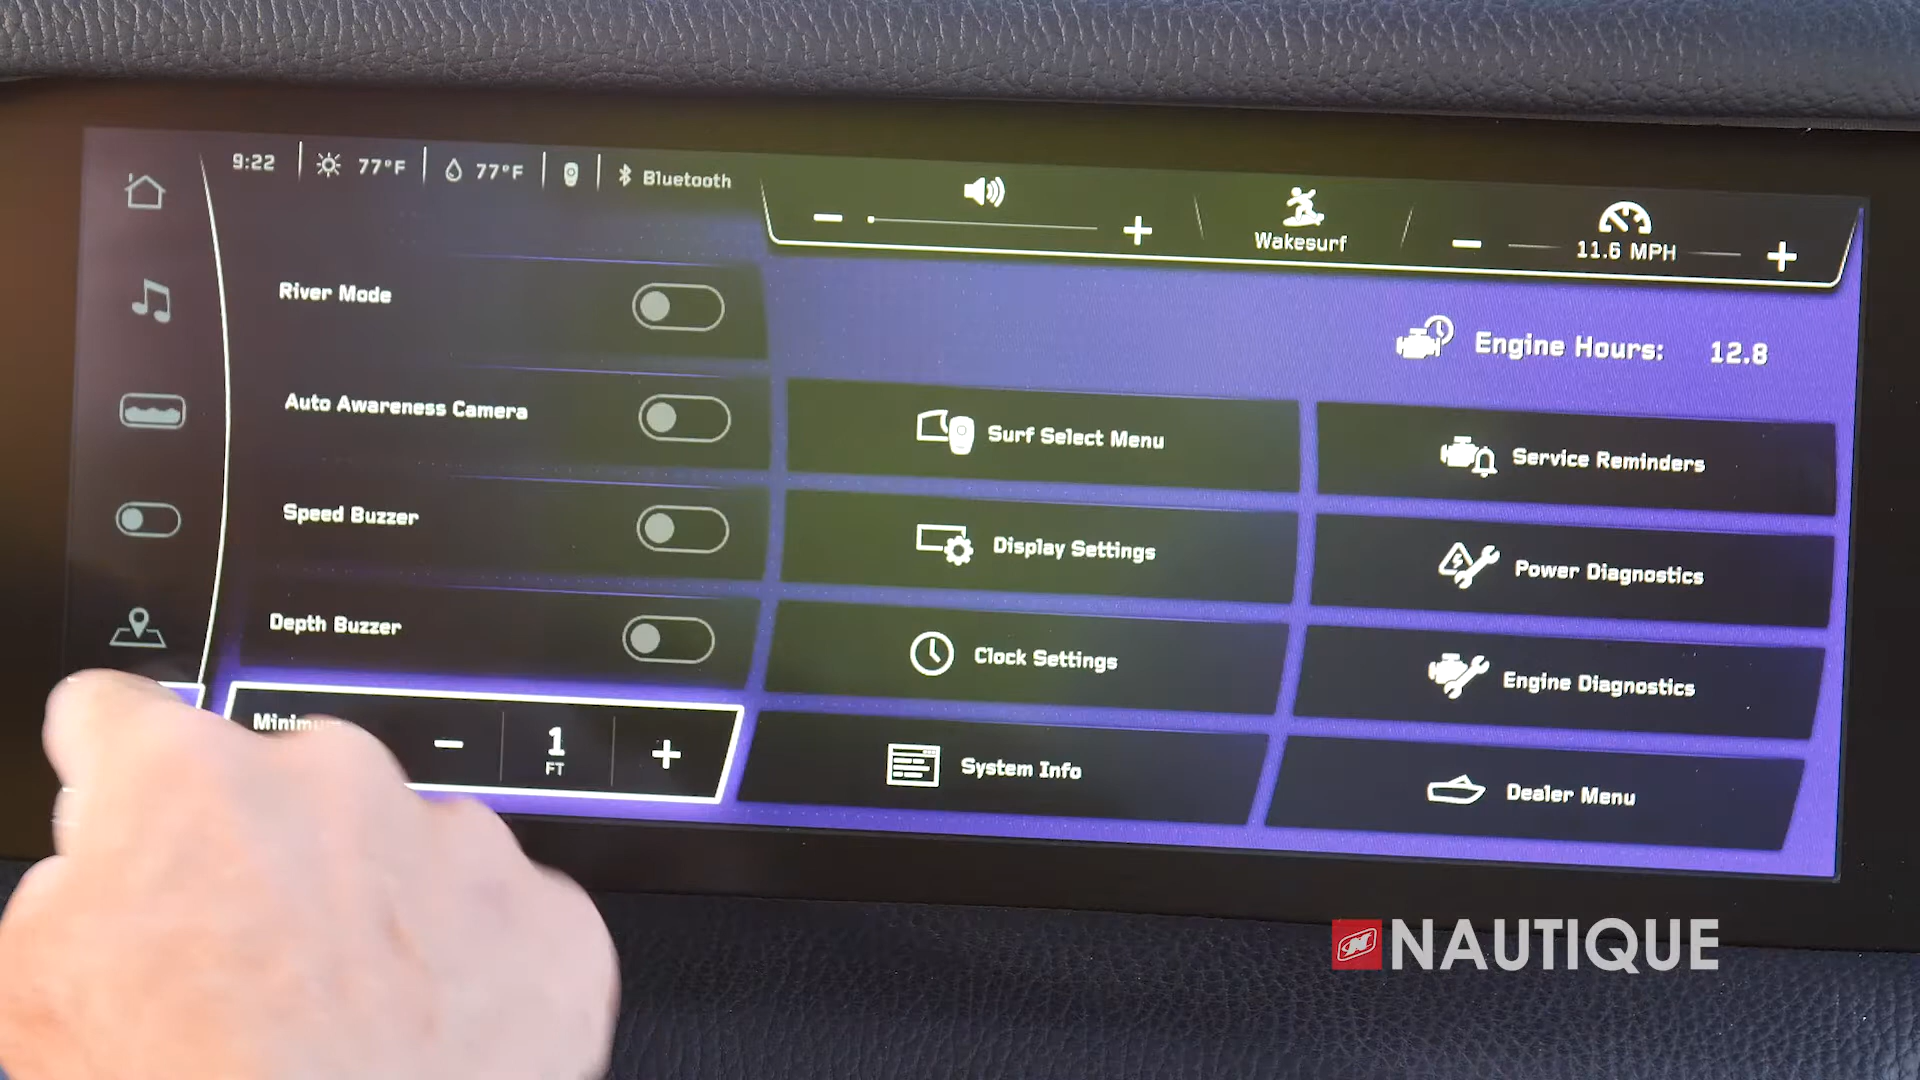 9:22
77°F
77°F
Bluetooth
Wakesurf
11.6 MPH
River Mode
Engine Hours: 12.8
Auto Awareness Camera
Surf Select Menu
Service Reminders
Speed Buzzer
Display Settings
Power Diagnostics
Depth Buzzer
Clock Settings
Engine Diagnostics
1
FT
System Info
Dealer Menu
NAUTIQUE